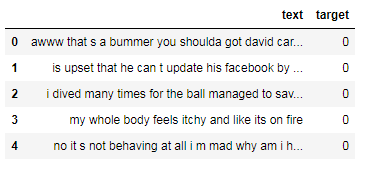 text target
0 awww that s a bummer you shoulda got david car... 0
1 is upset that he can t update his facebook by ... 0
2 i dived many times for the ball managed to sav... 0
3 my whole body feels itchy and like its on fire 0
4 no it s not behaving at all i m mad why am i h... 0